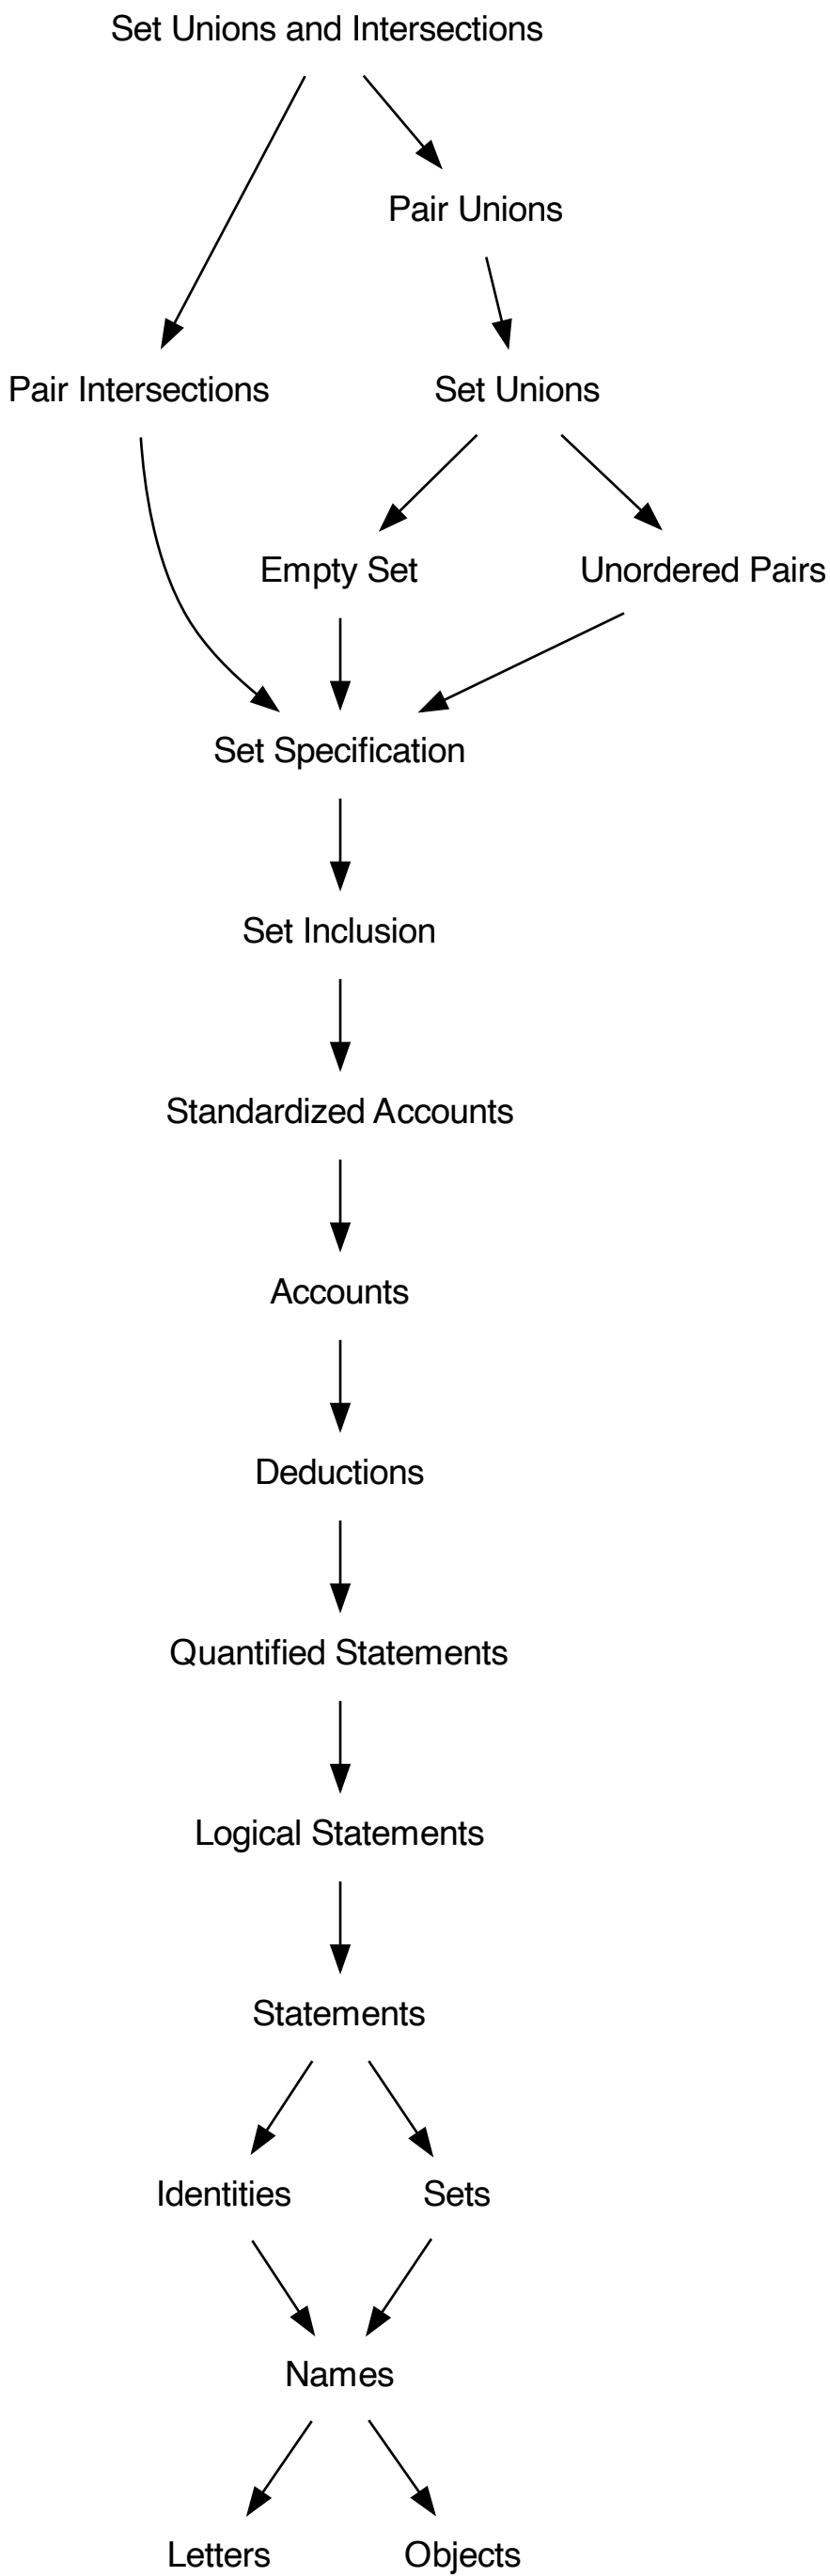 Set Unions and Intersections
Pair Unions
Pair Intersections
Set Unions
Empty Set
Unordered Pairs
Set Specification
Set Inclusion
Standardized Accounts
Accounts
Deductions
Quantified Statements
Logical Statements
Statements
Identities
Sets
Names
Letters
Objects